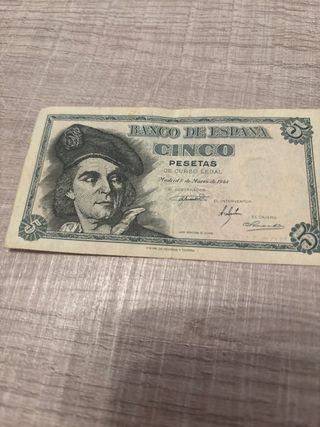 BANCO DE ESPAÑA
CINCO
PESETAS
DE CURSO LEGAL
Madrid 5 de Marzo de 1948
EL GOBERNADOR
EL INTERVENTOR
EL CAJERO
5
5
5